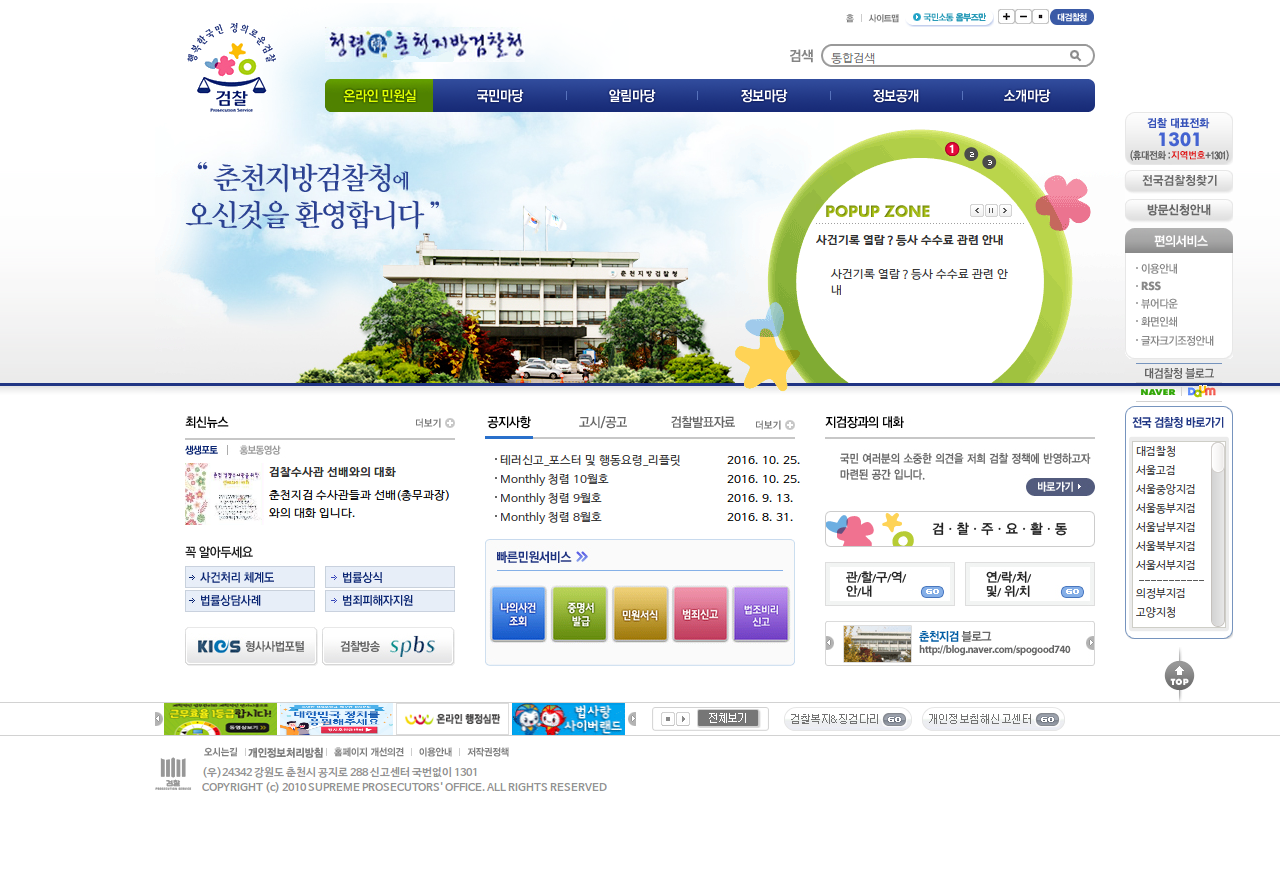 홈 | 사이트맵
국민소통 옴부즈만
대검찰청
행복한국민 정의로운검찰
검찰
Prosecution Service
청렴 춘천지방검찰청
검색 통합검색
온라인 민원실 국민마당 알림마당 정보마당 정보공개 소개마당
“ 춘천지방검찰청에
오신것을 환영합니다 ”
춘천지방검찰청
1 2 3
POPUP ZONE
사건기록 열람 ? 등사 수수료 관련 안내
사건기록 열람 ? 등사 수수료 관련 안
내
검찰 대표전화
1301
(휴대전화 : 지역번호+1301)
전국검찰청찾기
방문신청안내
편의서비스
· 이용안내
· RSS
· 뷰어다운
· 화면인쇄
· 글자크기조정안내
대검찰청 블로그
NAVER | Daum
전국 검찰청 바로가기
대검찰청
서울고검
서울중앙지검
서울동부지검
서울남부지검
서울북부지검
서울서부지검
-----------
의정부지검
고양지청
TOP
최신뉴스 더보기
생생포토 | 홍보동영상
검찰수사관 선배와의 대화
춘천지검 수사관들과 선배(총무과장)
와의 대화 입니다.
꼭 알아두세요
사건처리 체계도 법률상식
법률상담사례 범죄피해자지원
KICS 형사사법포털 검찰방송 spbs
공지사항 고시/공고 검찰발표자료 더보기
· 테러신고_포스터 및 행동요령_리플릿 2016. 10. 25.
· Monthly 청렴 10월호 2016. 10. 25.
· Monthly 청렴 9월호 2016. 9. 13.
· Monthly 청렴 8월호 2016. 8. 31.
빠른민원서비스
나의사건
조회
증명서
발급
민원서식
범죄신고
법조비리
신고
지검장과의 대화
국민 여러분의 소중한 의견을 저희 검찰 정책에 반영하고자
마련된 공간 입니다.
바로가기
검 · 찰 · 주 · 요 · 활 · 동
관/할/구/역/
안/내 GO
연/락/처/
및/ 위/치 GO
춘천지검 블로그
http://blog.naver.com/spogood740
근무효율 1등급 합시다!
대한민국 정치를
후원해주세요
온라인 행정심판
법사랑
사이버랜드
전체보기
검찰복지&징검다리 GO
개인정보침해신고센터 GO
오시는길 | 개인정보처리방침 | 홈페이지 개선의견 | 이용안내 | 저작권정책
검찰
PROSECUTION SERVICE
(우) 24342 강원도 춘천시 공지로 288 신고센터 국번없이 1301
COPYRIGHT (c) 2010 SUPREME PROSECUTORS' OFFICE. ALL RIGHTS RESERVED